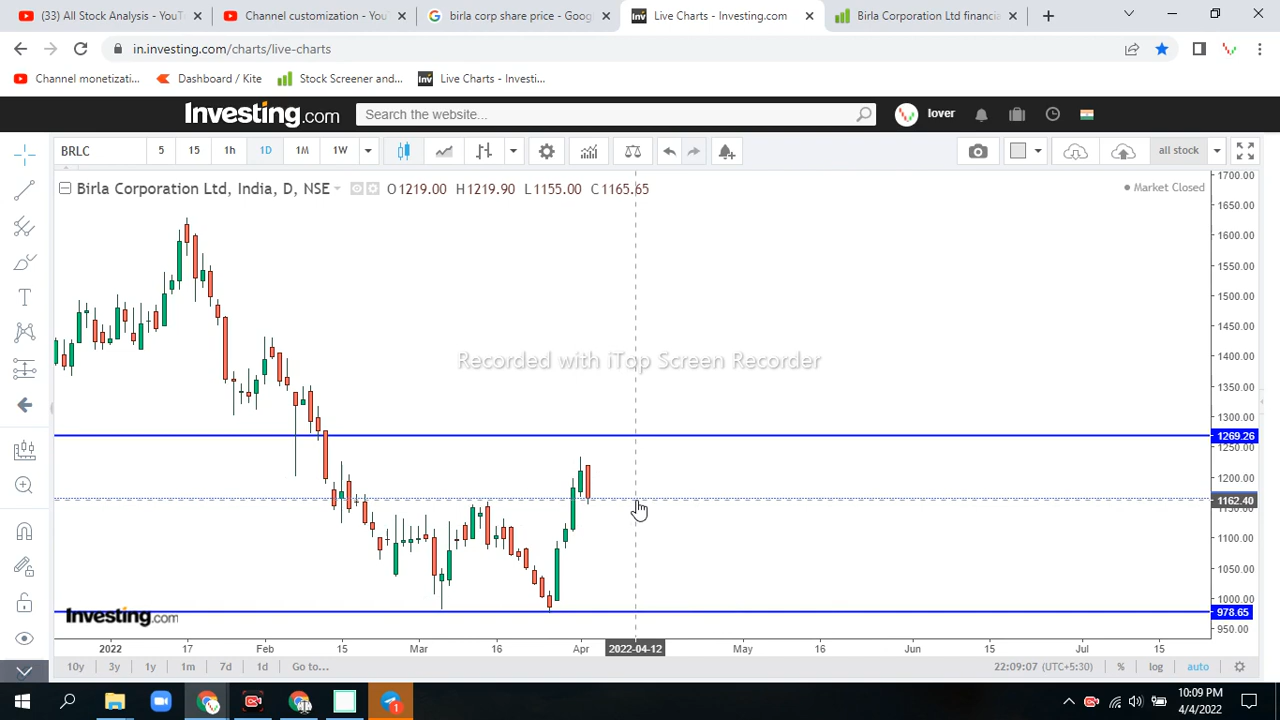 (33) All Stock Analysis - YouT
Channel customization - You
birla corp share price - Goog
Live Charts - Investing.com
Birla Corporation Ltd financia
in.investing.com/charts/live-charts
Channel monetizati...
Dashboard / Kite
Stock Screener and...
Live Charts - Investi...
Investing.com
Search the website...
lover
BRLC
5
15
1h
1D
1M
1W
all stock
Birla Corporation Ltd, India, D, NSE
O1219.00 H1219.90 L1155.00 C1165.65
Market Closed
1700.00
1650.00
1600.00
1550.00
1500.00
1450.00
1400.00
1350.00
1300.00
1269.26
1250.00
1200.00
1162.40
1150.00
1100.00
1050.00
1000.00
978.65
950.00
Recorded with iTop Screen Recorder
Investing.com
2022
17
Feb
15
Mar
16
Apr
2022-04-12
May
16
Jun
15
Jul
15
10y
3y
1y
1m
7d
1d
Go to...
22:09:07 (UTC+5:30)
%
log
auto
10:09 PM
4/4/2022